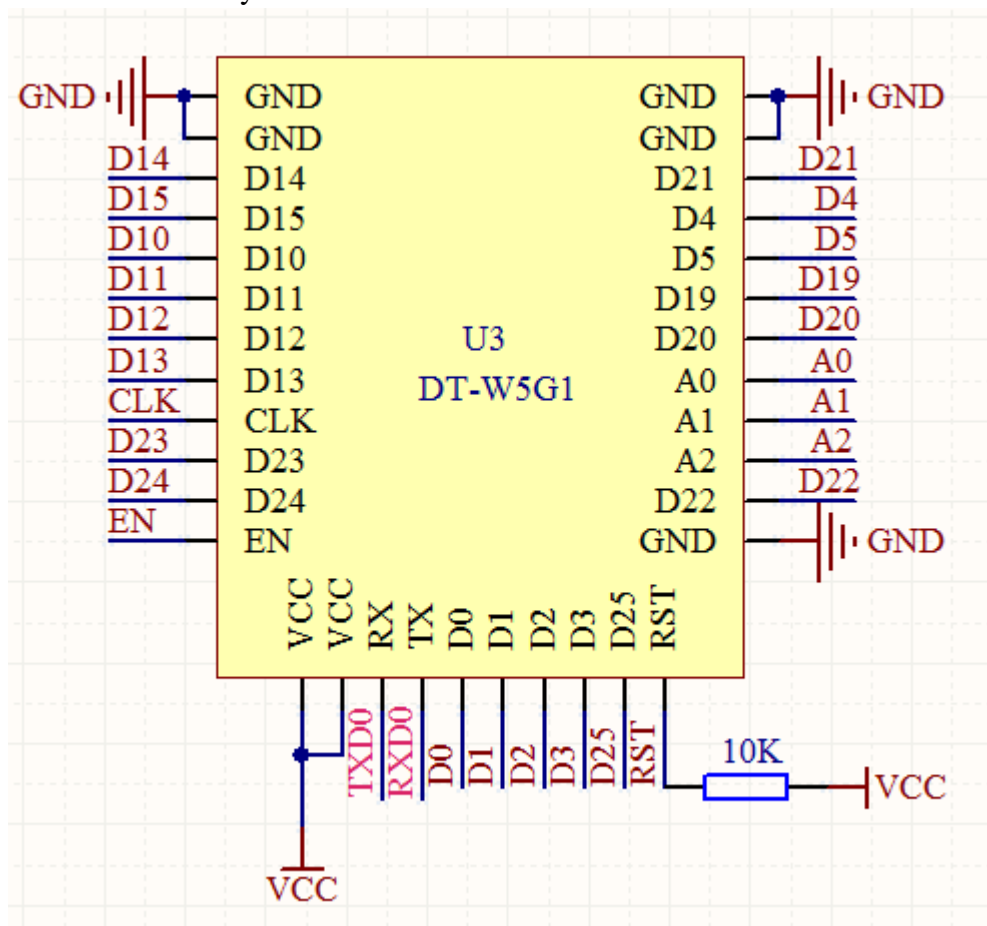 y
GND GND GND GND
GND GND
D14 D14 D21 D21
D15 D15 D4 D4
D10 D10 D5 D5
D11 D11 D19 D19
D12 D12 D20 D20
D13 D13 A0 A0
CLK CLK A1 A1
D23 D23 A2 A2
D24 D24 D22 D22
EN EN GND GND
U3
DT-W5G1
VCC VCC RX TX D0 D1 D2 D3 D25 RST
TXD0 RXD0 D0 D1 D2 D3 D25 RST
10K
VCC
VCC